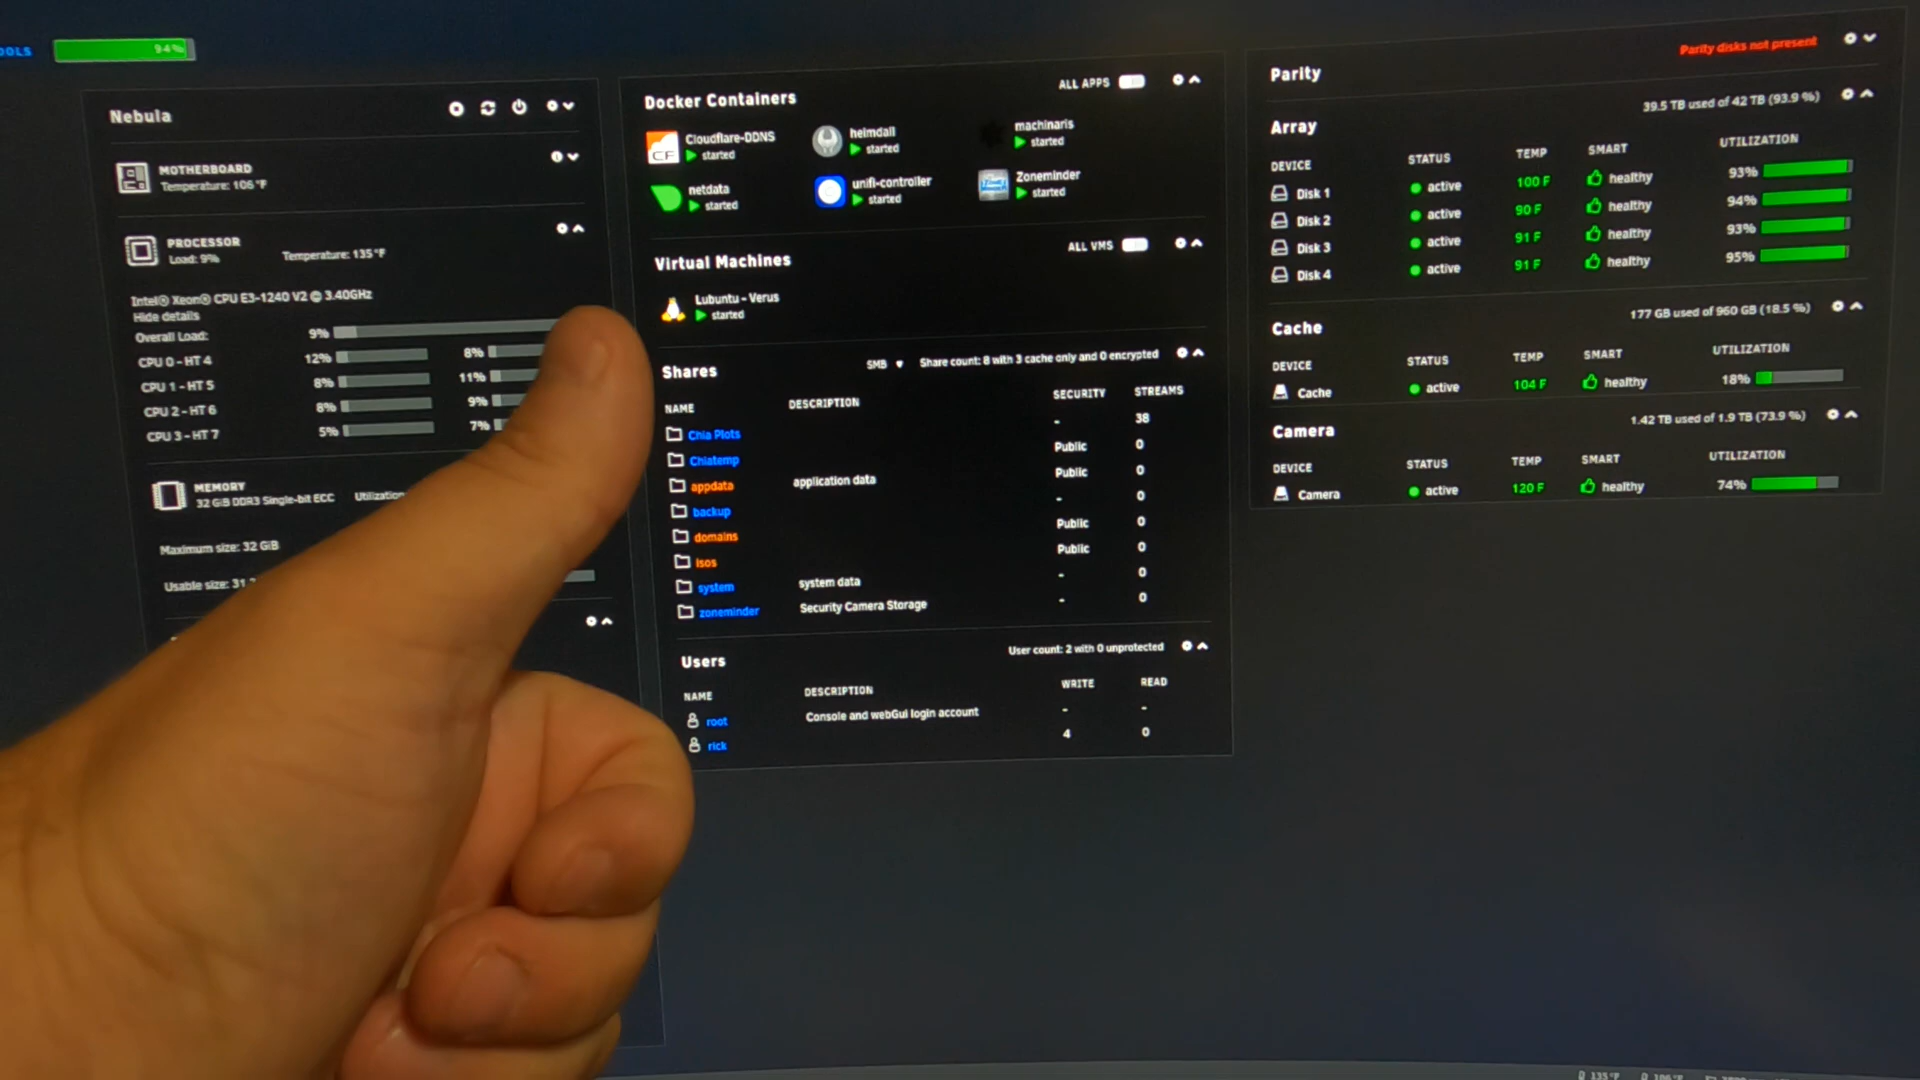 OOLS 94%
Nebula
MOTHERBOARD
Temperature: 106 °F
PROCESSOR
Load: 9% Temperature: 135 °F
Intel® Xeon® CPU E3-1240 V2 @ 3.40GHz
Hide details
Overall Load: 9%
CPU 0 - HT 4 12% 8%
CPU 1 - HT 5 8% 11%
CPU 2 - HT 6 8% 9%
CPU 3 - HT 7 5% 7%
MEMORY
32 GiB DDR3 Single-bit ECC Utilization
Maximum size: 32 GiB
Usable size: 31.
Docker Containers ALL APPS
Cloudflare-DDNS
started
heimdall
started
machinaris
started
netdata
started
unifi-controller
started
Zoneminder
started
Virtual Machines ALL VMS
Lubuntu - Verus
started
Shares SMB Share count: 8 with 3 cache only and 0 encrypted
NAME DESCRIPTION SECURITY STREAMS
Chia Plots - 38
Chiatemp Public 0
appdata application data Public 0
backup - 0
domains Public 0
isos Public 0
system system data - 0
zoneminder Security Camera Storage - 0
Users User count: 2 with 0 unprotected
NAME DESCRIPTION WRITE READ
root Console and webGui login account - -
rick 4 0
Parity Parity disks not present
Array 39.5 TB used of 42 TB (93.9 %)
DEVICE STATUS TEMP SMART UTILIZATION
Disk 1 active 100 F healthy 93%
Disk 2 active 90 F healthy 94%
Disk 3 active 91 F healthy 93%
Disk 4 active 91 F healthy 95%
Cache 177 GB used of 960 GB (18.5 %)
DEVICE STATUS TEMP SMART UTILIZATION
Cache active 104 F healthy 18%
Camera 1.42 TB used of 1.9 TB (73.9 %)
DEVICE STATUS TEMP SMART UTILIZATION
Camera active 120 F healthy 74%
135 °F 106 °F